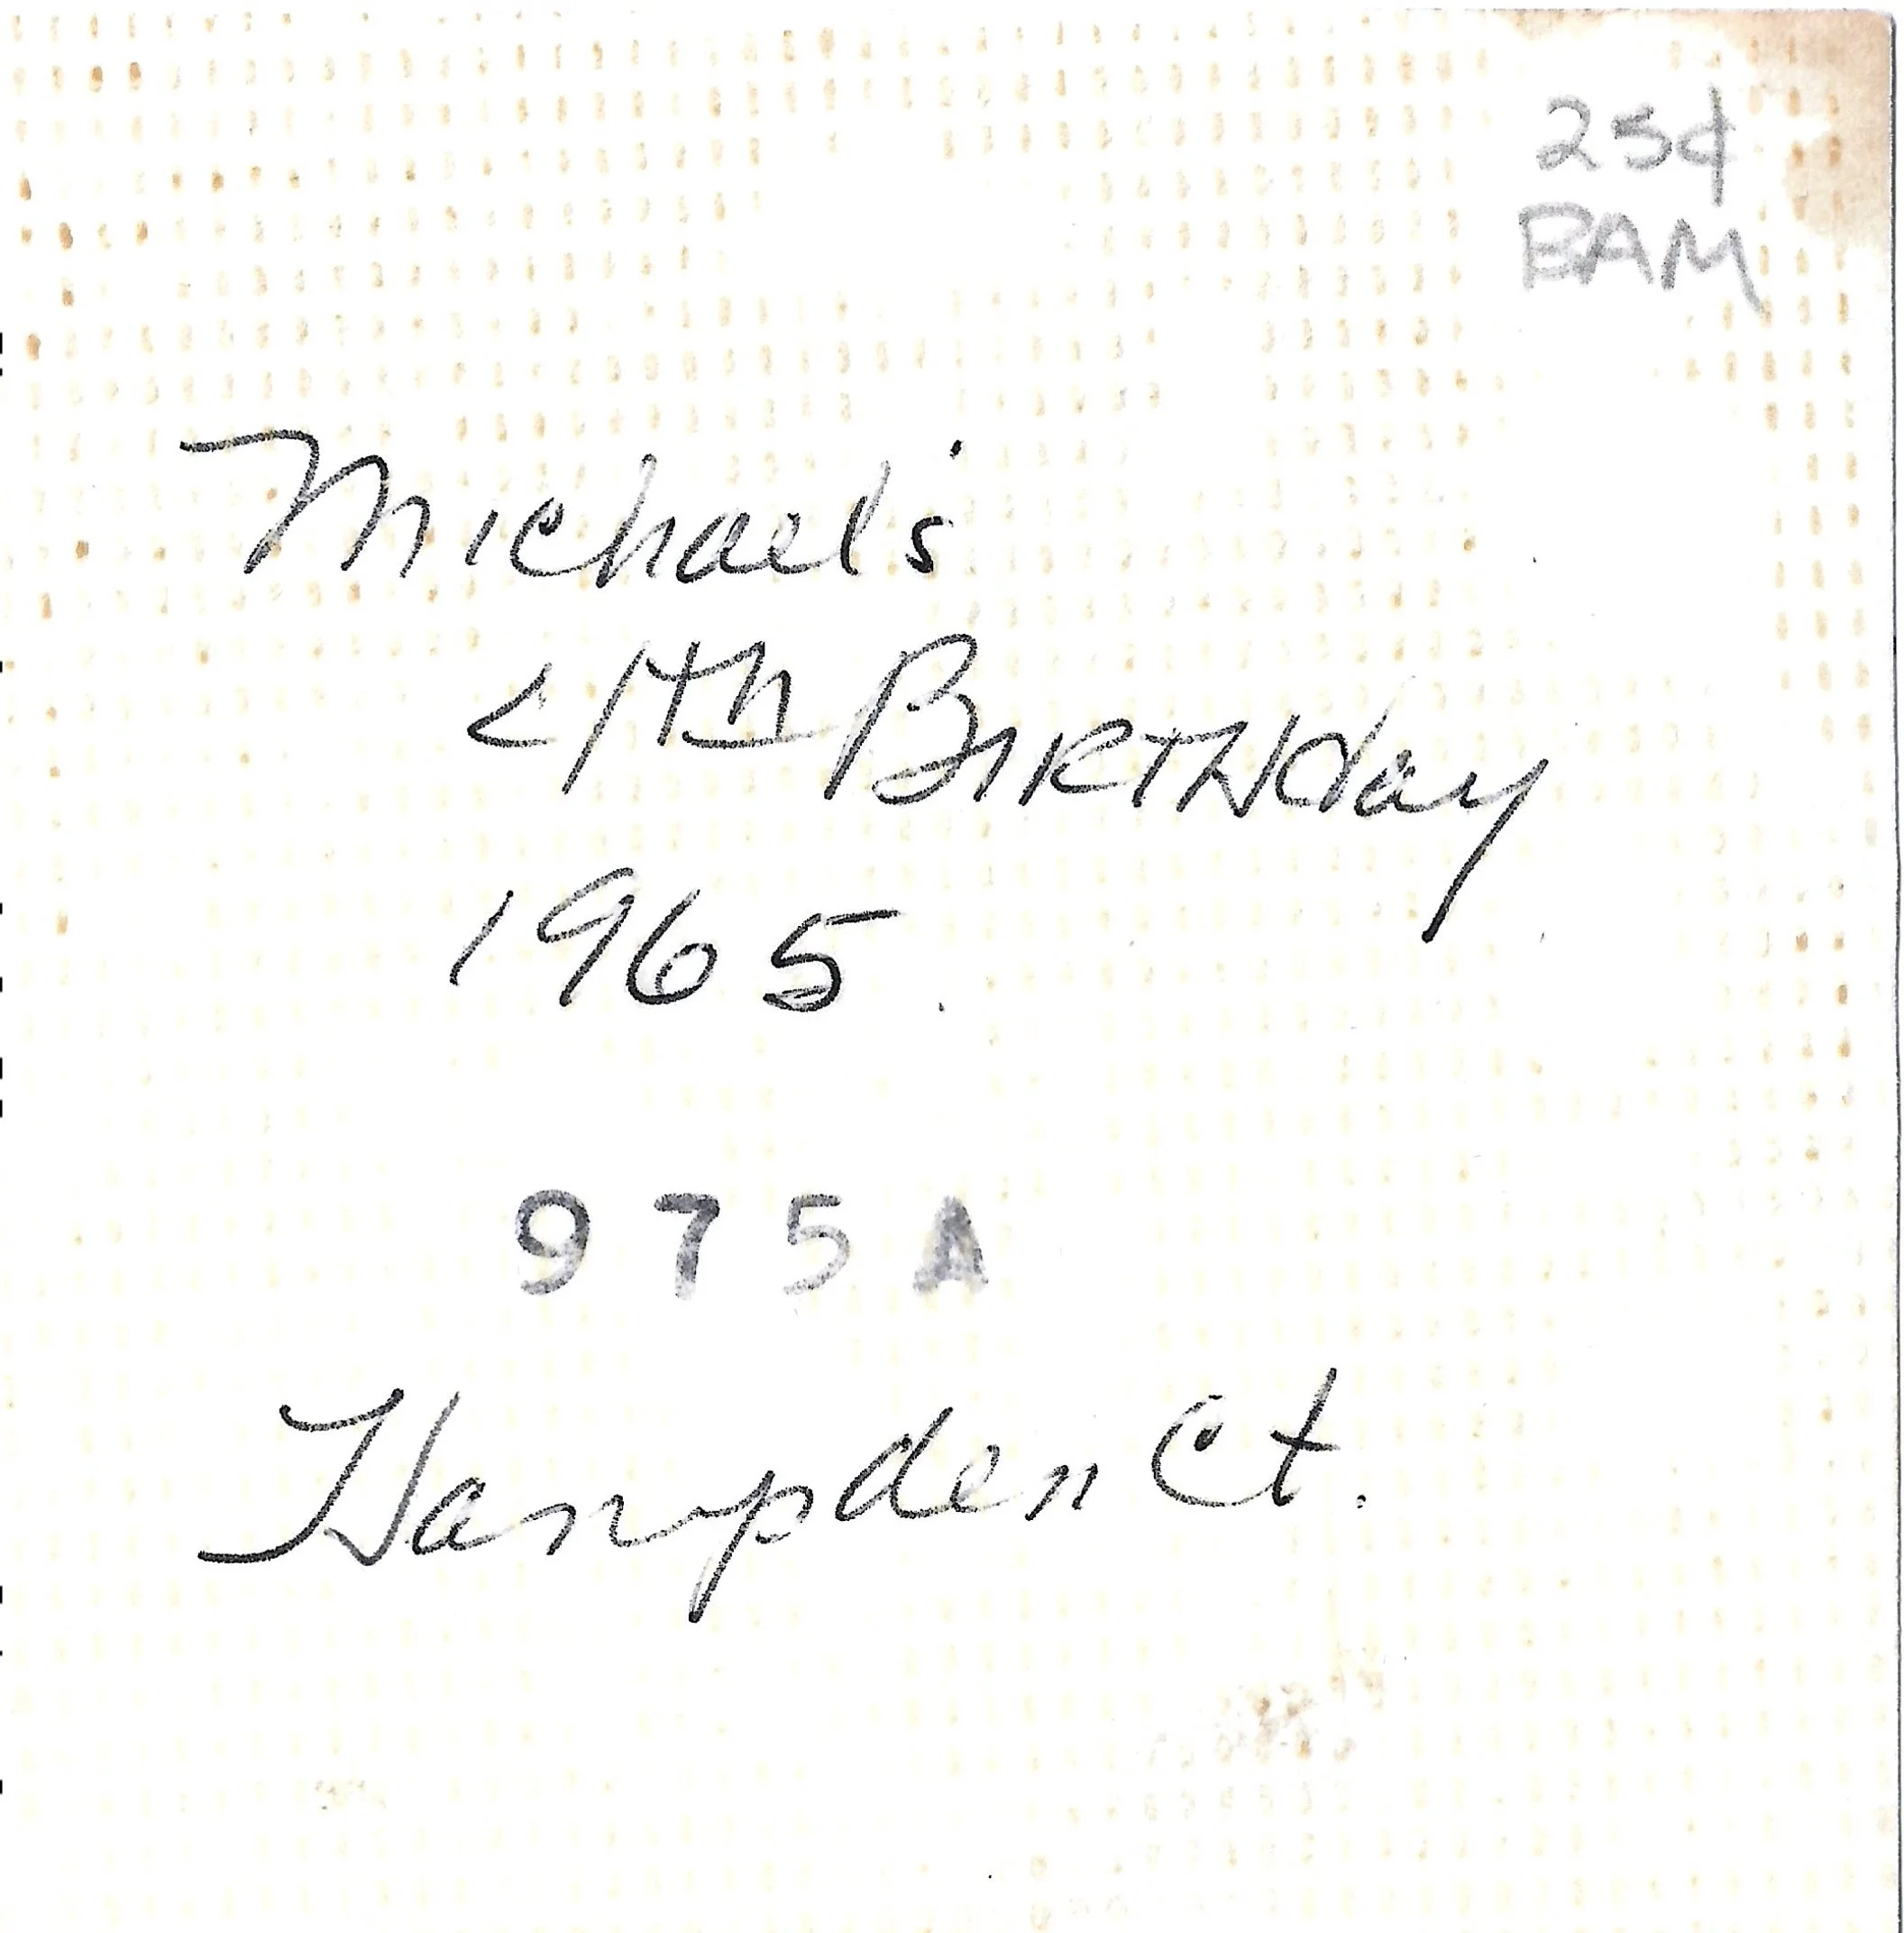 25¢
BAM
Michael's
4th BIRTHday
1965
975A
Hampden Ct.